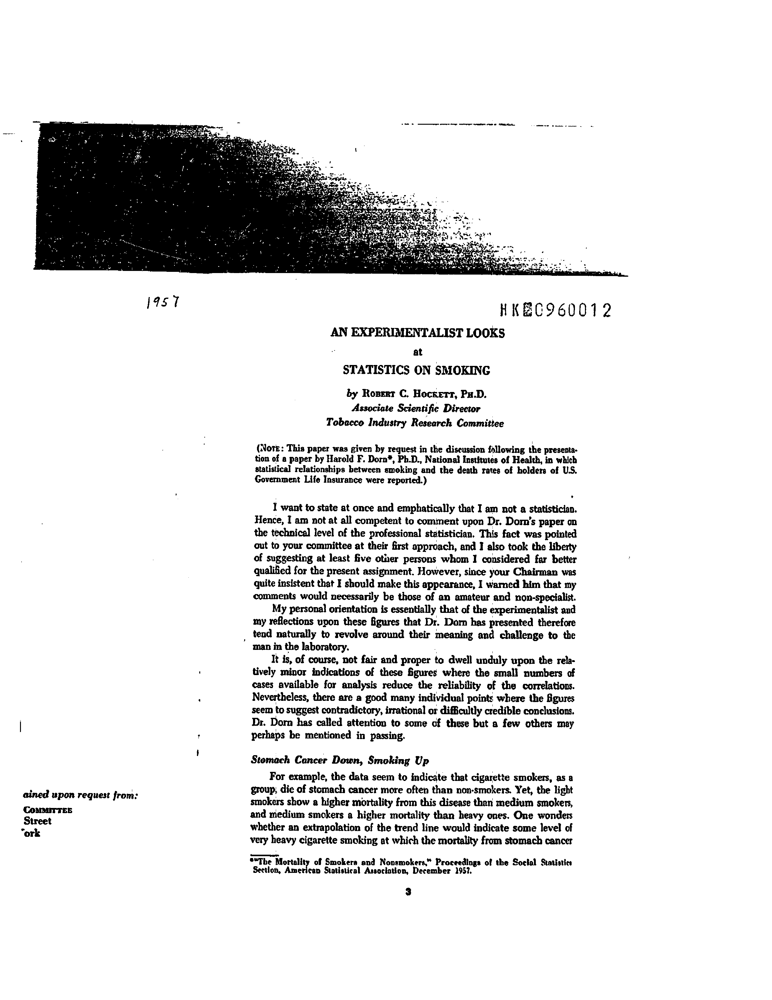 1957
HK 0960012
AN EXPERIMENTALIST LOOKS
at
STATISTICS ON SMOKING
by ROBERT C. HOCKETT, PH.D.
Associate Scientific Director
Tobacco Industry Research Committee
(NOTE: This paper was given by request in the discussion following the presenta-
tion of a paper by Harold F. Dorn*, Ph.D., National Institutes of Health, in which
statistical relationships between smoking and the death rates of holders of U.S.
Government Life Insurance were reported.)
I want to state at once and emphatically that I am not a statistician.
Hence, I am not at all competent to comment upon Dr. Dorn's paper on
the technical level of the professional statistician. This fact was pointed
out to your committee at their first approach, and I also took the liberty
of suggesting at least five other persons whom I considered far better
qualified for the present assignment. However, since your Chairman was
quite insistent that I should make this appearance, I warned him that my
comments would necessarily be those of an amateur and non-specialist.
My personal orientation is essentially that of the experimentalist and
my reflections upon these figures that Dr. Dorn has presented therefore
tend naturally to revolve around their meaning and challenge to the
man in the laboratory.
It is, of course, not fair and proper to dwell unduly upon the rela-
tively minor indications of these figures where the small numbers of
cases available for analysis reduce the reliability of the correlations.
Nevertheless, there are a good many individual points where the figures
seem to suggest contradictory, irrational or difficultly credible conclusions.
Dr. Dorn has called attention to some of these but a few others may
perhaps be mentioned in passing.
Stomach Cancer Down, Smoking Up
For example, the data seem to indicate that cigarette smokers, as a
group, die of stomach cancer more often than non-smokers. Yet, the light
smokers show a higher mortality from this disease than medium smokers,
and medium smokers a higher mortality than heavy ones. One wonders
whether an extrapolation of the trend line would indicate some level of
very heavy cigarette smoking at which the mortality from stomach cancer
*"The Mortality of Smokers and Nonsmokers," Proceedings of the Social Statistics
Section, American Statistical Association, December 1957.
3
ained upon request from:
COMMITTEE
Street
ork